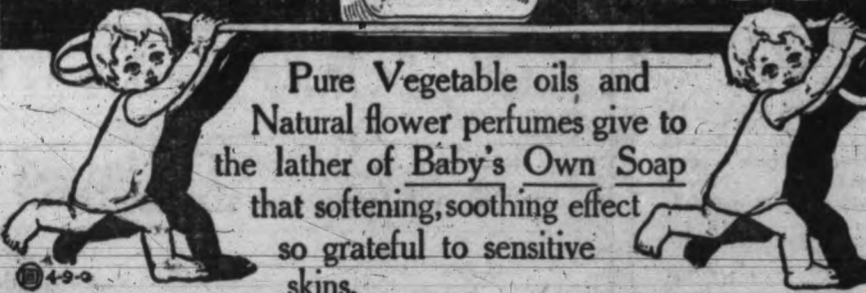 Pure Vegetable oils and
Natural flower perfumes give to
the lather of Baby's Own Soap
that softening, soothing effect
so grateful to sensitive
skins.
4-9-0